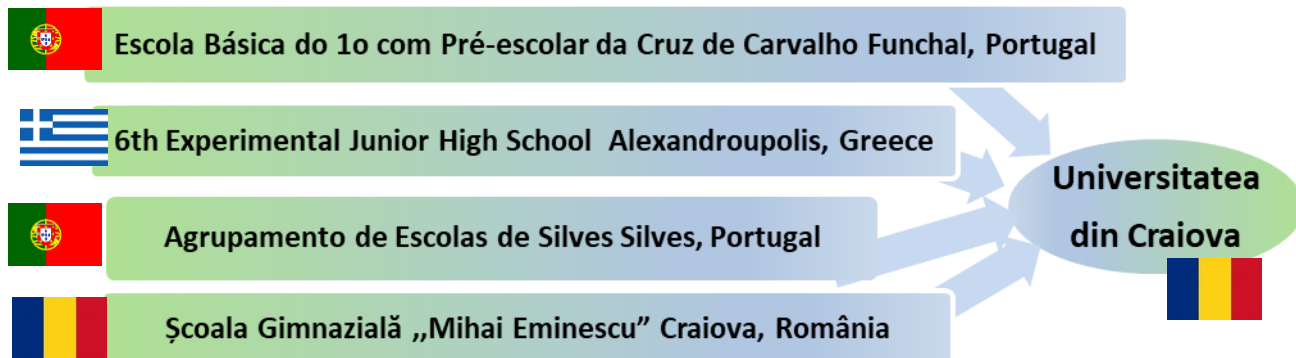 Escola Básica do 1o com Pré-escolar da Cruz de Carvalho Funchal, Portugal
6th Experimental Junior High School  Alexandroupolis, Greece
Agrupamento de Escolas de Silves Silves, Portugal
Școala Gimnazială ,,Mihai Eminescu” Craiova, România
Universitatea
din Craiova